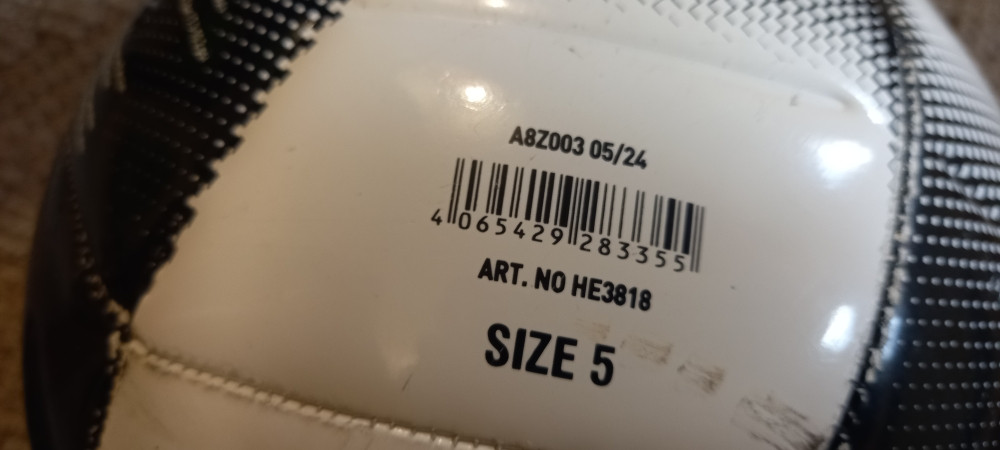 A8Z003 05/24
4 065429 283355
ART. NO HE3818
SIZE 5